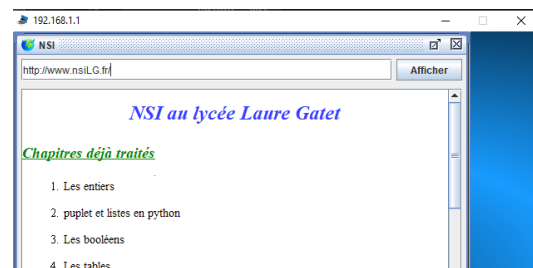 192.168.1.1
NSI
http://www.nsiLG.fr/
Afficher
NSI au lycée Laure Gatet
Chapitres déjà traités
1. Les entiers
2. puplet et listes en python
3. Les booléens
4. Les tables